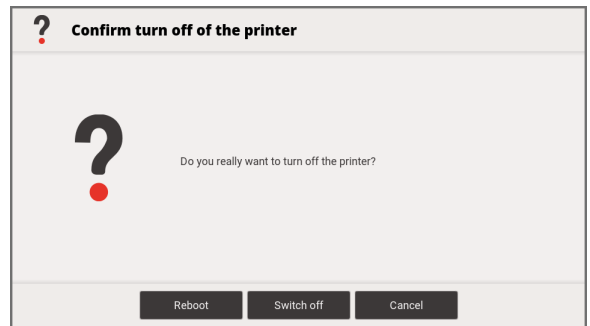 Confirm turn off of the printer
Do you really want to turn off the printer?
Reboot
Switch off
Cancel